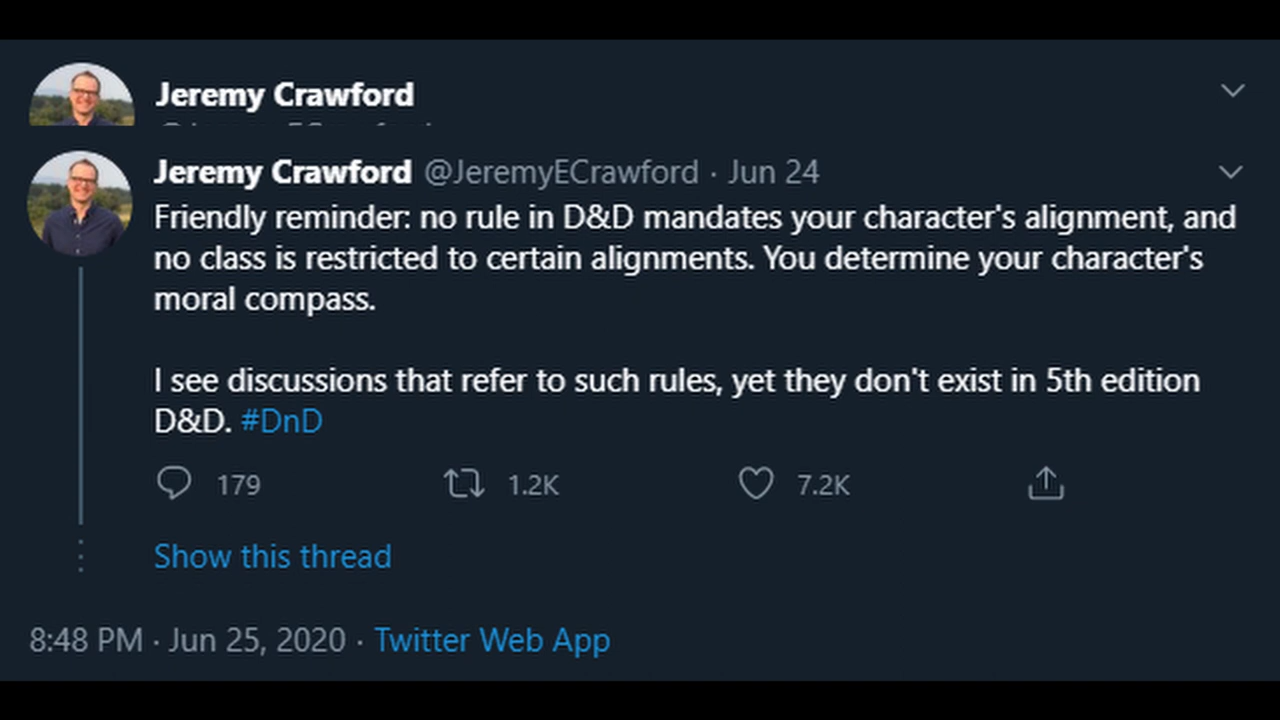 Jeremy Crawford
Jeremy Crawford @JeremyECrawford · Jun 24
Friendly reminder: no rule in D&D mandates your character's alignment, and
no class is restricted to certain alignments. You determine your character's
moral compass.
I see discussions that refer to such rules, yet they don't exist in 5th edition
D&D. #DnD
179 1.2K 7.2K
Show this thread
8:48 PM · Jun 25, 2020 · Twitter Web App